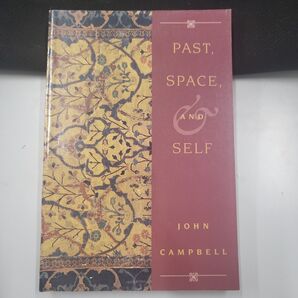 PAST,
SPACE,
&
AND
SELF
JOHN
CAMPBELL